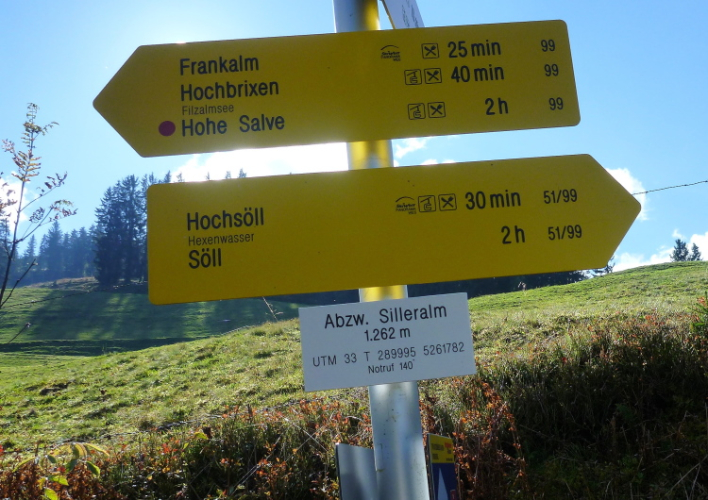 Frankalm 25 min 99
Hochbrixen 40 min 99
Filzalmsee
Hohe Salve 2 h 99
Hochsöll 30 min 51/99
Hexenwasser
Söll 2 h 51/99
Abzw. Silleralm
1.262 m
UTM 33 T 289995 5261782
Notruf 140